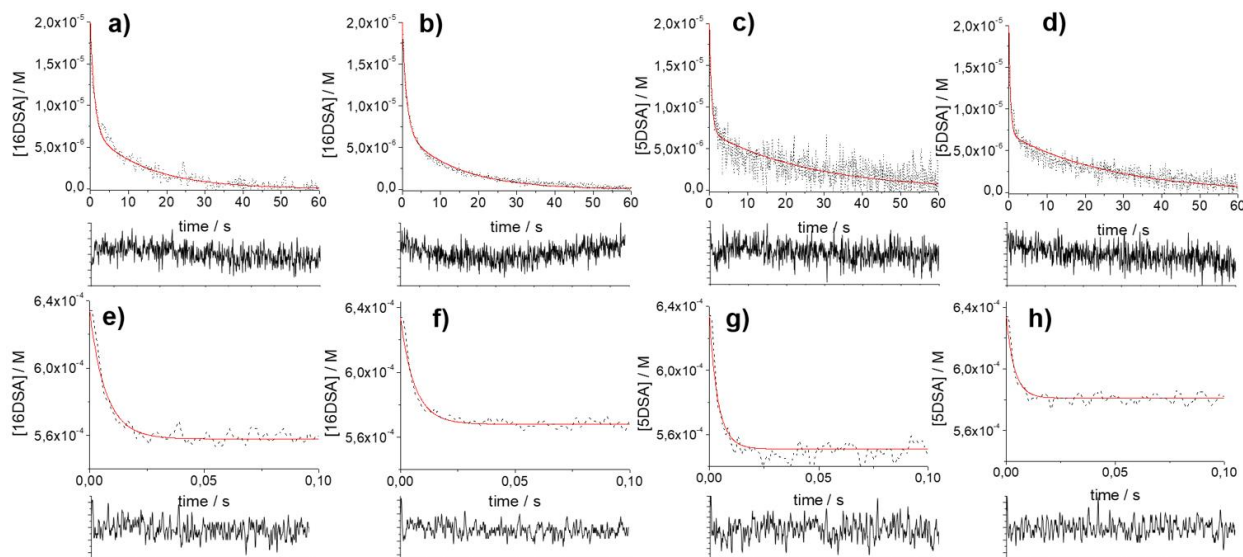 a)
[16DSA] / M
2,0x10⁻⁵
1,5x10⁻⁵
1,0x10⁻⁵
5,0x10⁻⁶
0,0
0 10 20 30 40 50 60
time / s
b)
[16DSA] / M
2,0x10⁻⁵
1,5x10⁻⁵
1,0x10⁻⁵
5,0x10⁻⁶
0,0
0 10 20 30 40 50 60
time / s
c)
[5DSA] / M
2,0x10⁻⁵
1,5x10⁻⁵
1,0x10⁻⁵
5,0x10⁻⁶
0,0
0 10 20 30 40 50 60
time / s
d)
[5DSA] / M
2,0x10⁻⁵
1,5x10⁻⁵
1,0x10⁻⁵
5,0x10⁻⁶
0,0
0 10 20 30 40 50 60
time / s
e)
[16DSA] / M
6,4x10⁻⁴
6,0x10⁻⁴
5,6x10⁻⁴
0,00 0,05 0,10
time / s
f)
[16DSA] / M
6,4x10⁻⁴
6,0x10⁻⁴
5,6x10⁻⁴
0,00 0,05 0,10
time / s
g)
[5DSA] / M
6,4x10⁻⁴
6,0x10⁻⁴
5,6x10⁻⁴
0,00 0,05 0,10
time / s
h)
[5DSA] / M
6,4x10⁻⁴
6,0x10⁻⁴
5,6x10⁻⁴
0,00 0,05 0,10
time / s